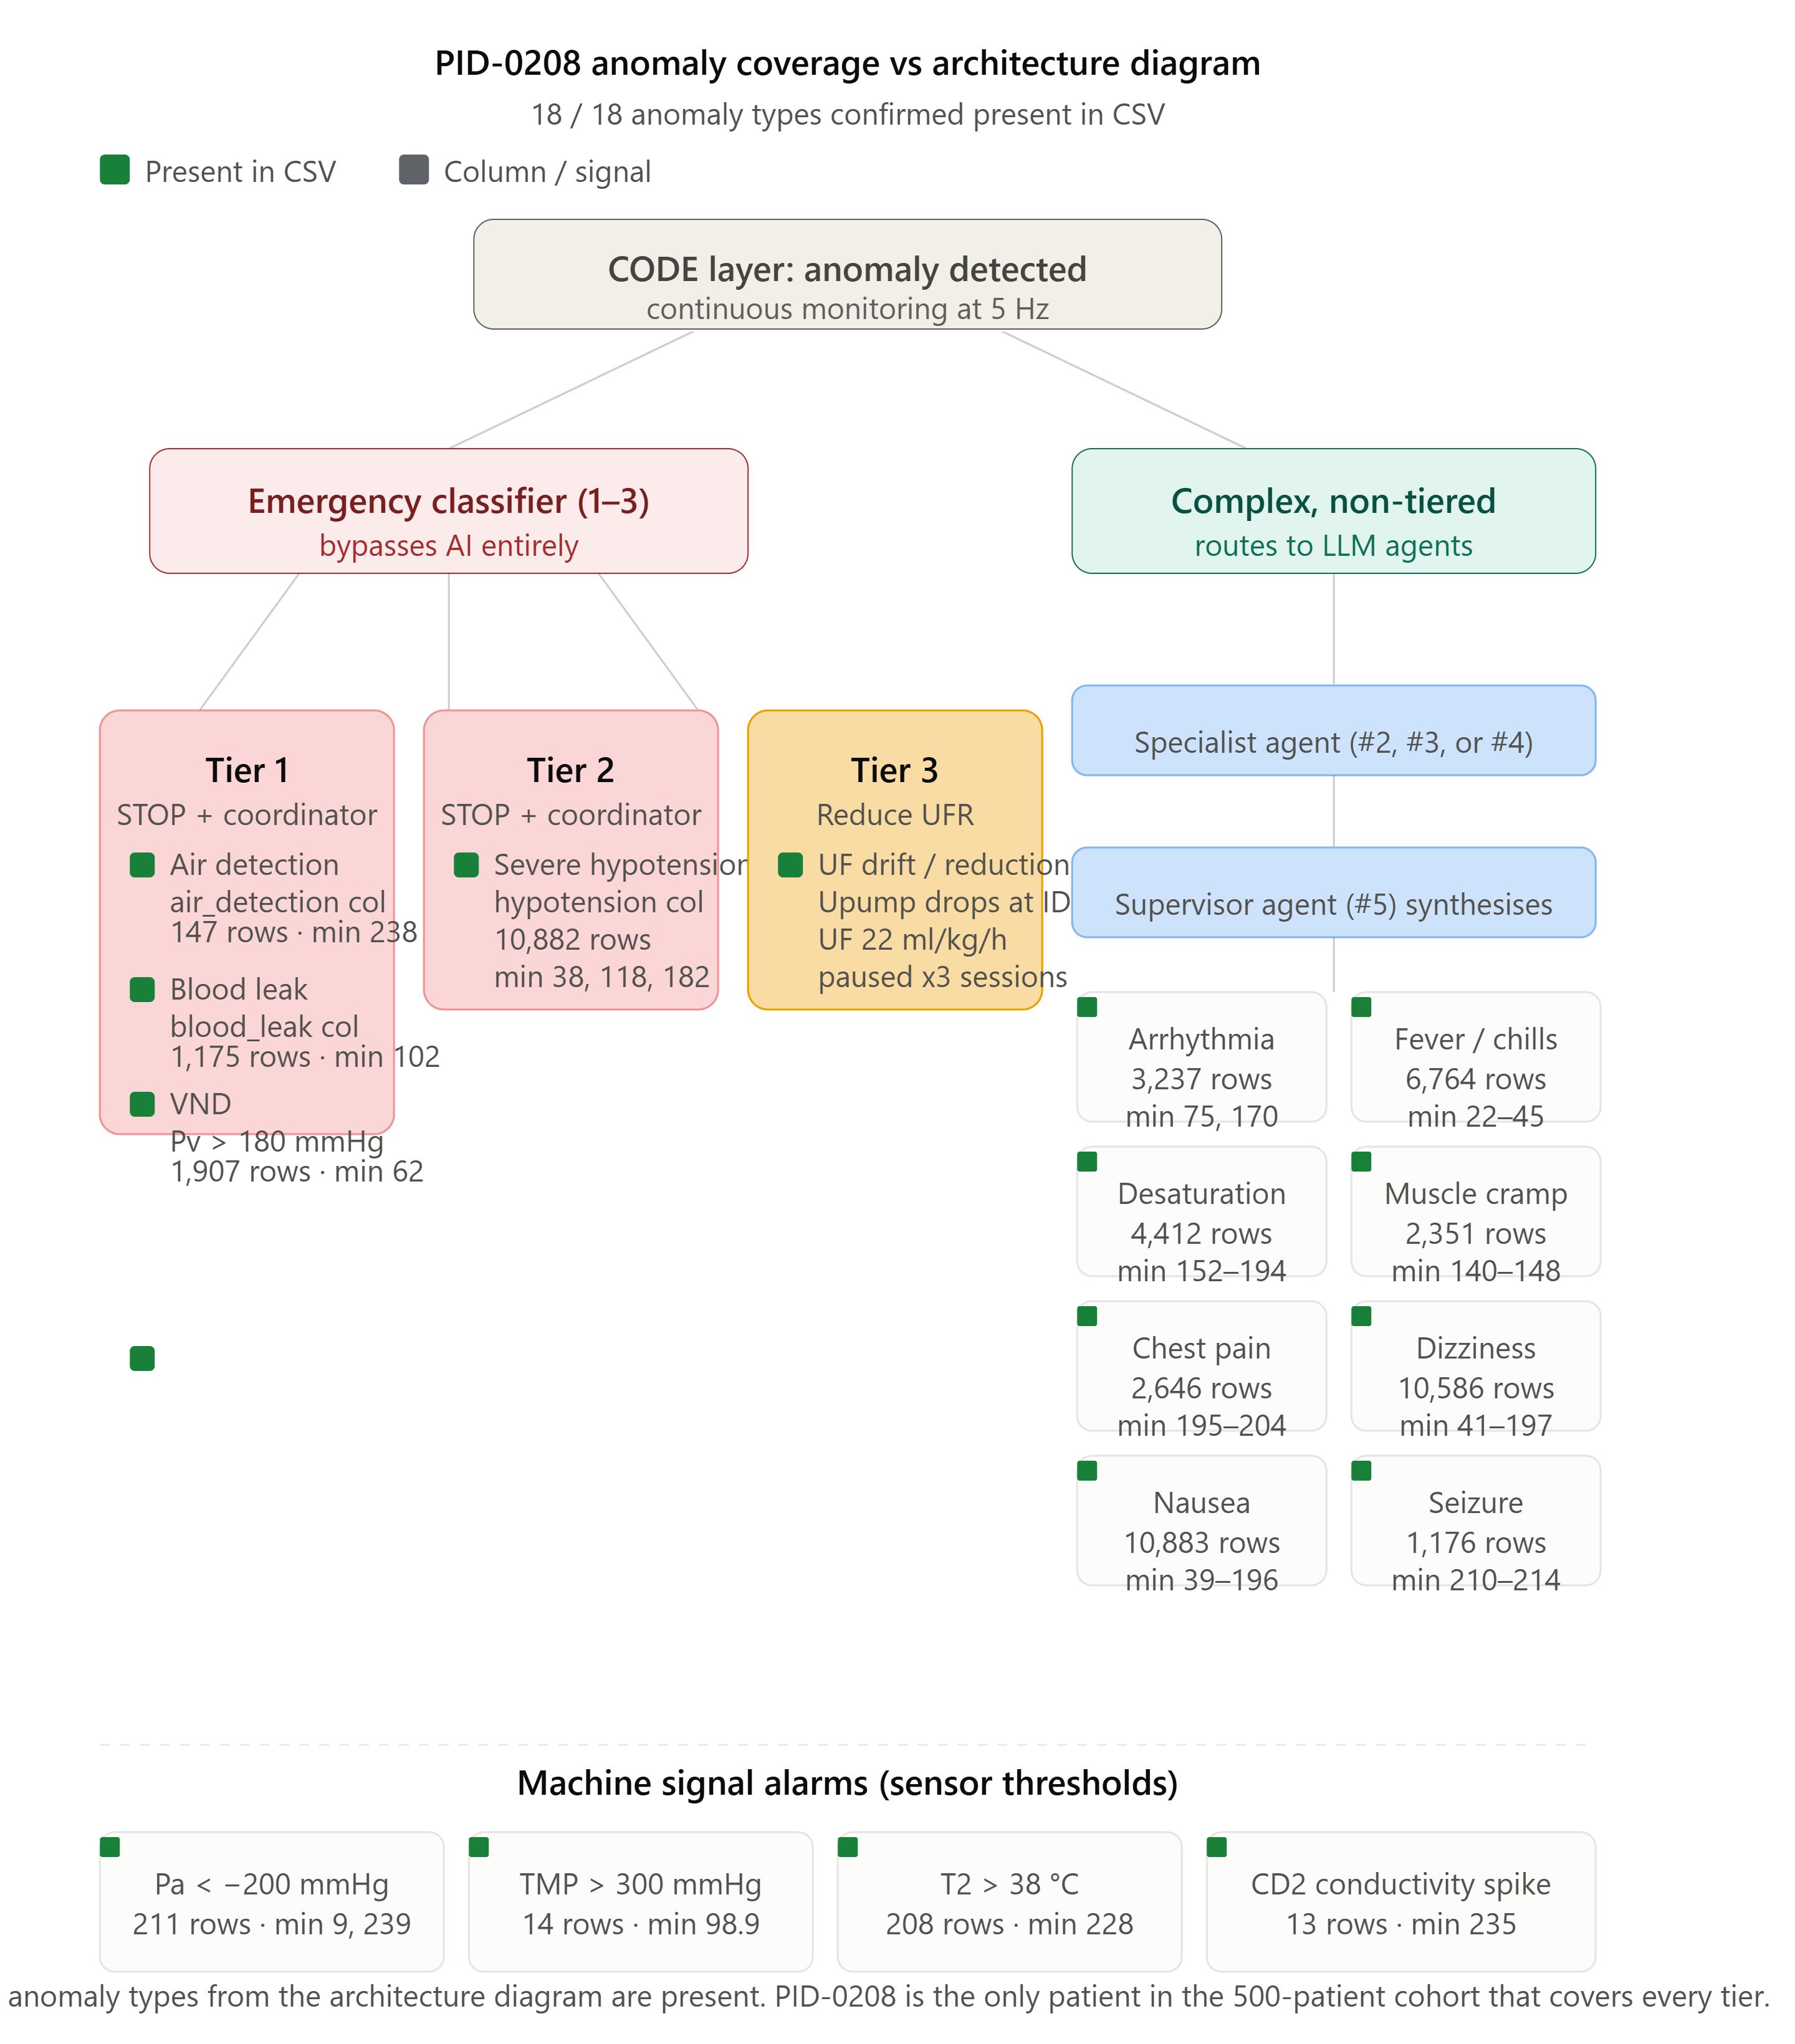 PID-0208 anomaly coverage vs architecture diagram
18 / 18 anomaly types confirmed present in CSV
Present in CSV
Column / signal
CODE layer: anomaly detected
continuous monitoring at 5 Hz
Emergency classifier (1–3)
bypasses AI entirely
Complex, non-tiered
routes to LLM agents
Tier 1
STOP + coordinator
Air detection
air_detection col
147 rows · min 238
Blood leak
blood_leak col
1,175 rows · min 102
VND
Pv > 180 mmHg
1,907 rows · min 62
Tier 2
STOP + coordinator
Severe hypotension
hypotension col
10,882 rows
min 38, 118, 182
Tier 3
Reduce UFR
UF drift / reduction
Upump drops at ID
UF 22 ml/kg/h
paused x3 sessions
Specialist agent (#2, #3, or #4)
Supervisor agent (#5) synthesises
Arrhythmia
3,237 rows
min 75, 170
Fever / chills
6,764 rows
min 22–45
Desaturation
4,412 rows
min 152–194
Muscle cramp
2,351 rows
min 140–148
Chest pain
2,646 rows
min 195–204
Dizziness
10,586 rows
min 41–197
Nausea
10,883 rows
min 39–196
Seizure
1,176 rows
min 210–214
Machine signal alarms (sensor thresholds)
Pa < −200 mmHg
211 rows · min 9, 239
TMP > 300 mmHg
14 rows · min 98.9
T2 > 38 °C
208 rows · min 228
CD2 conductivity spike
13 rows · min 235
anomaly types from the architecture diagram are present. PID-0208 is the only patient in the 500-patient cohort that covers every tier.